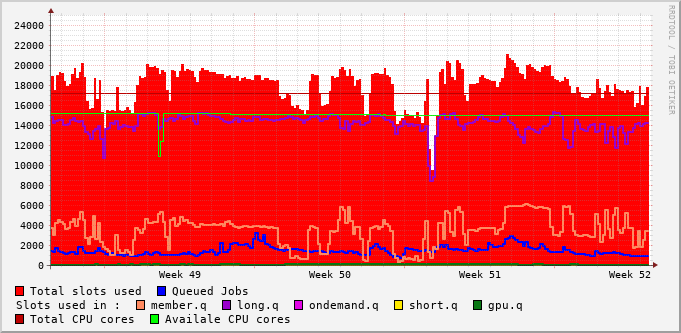 RRDTOOL / TOBI OETIKER
24000
22000
20000
18000
16000
14000
12000
10000
8000
6000
4000
2000
0
Week 49 Week 50 Week 51 Week 52
Total slots used Queued Jobs
Slots used in : member.q long.q ondemand.q short.q gpu.q
Total CPU cores Availale CPU cores